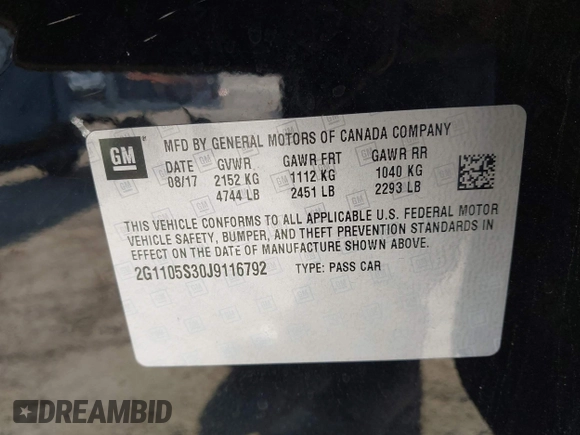 GM
MFD BY GENERAL MOTORS OF CANADA COMPANY
DATE GVWR GAWR FRT GAWR RR
08/17 2152 KG 1112 KG 1040 KG
4744 LB 2451 LB 2293 LB
THIS VEHICLE CONFORMS TO ALL APPLICABLE U.S. FEDERAL MOTOR
VEHICLE SAFETY, BUMPER, AND THEFT PREVENTION STANDARDS IN
EFFECT ON THE DATE OF MANUFACTURE SHOWN ABOVE.
2G1105S30J9116792 TYPE: PASS CAR
DREAMBID